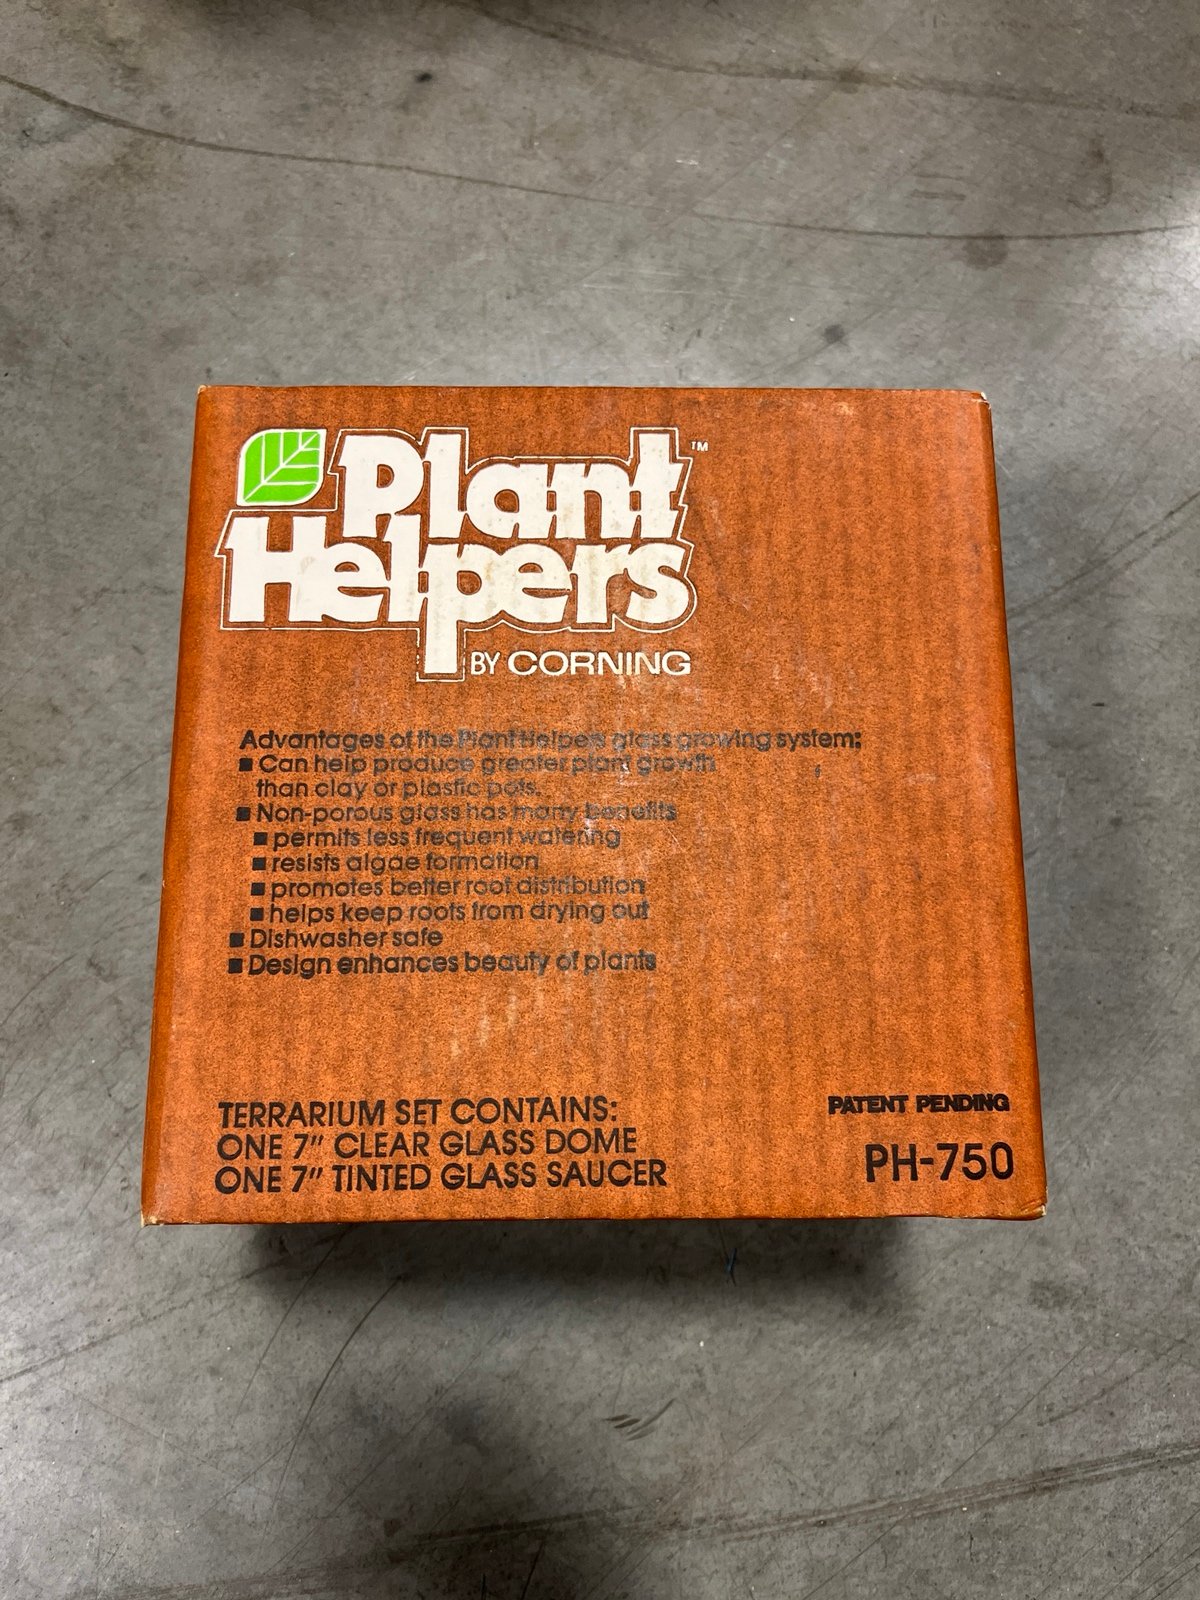 Plant™
Helpers
BY CORNING
Advantages of the Plant Helpers glass growing system:
■ Can help produce greater plant growth
than clay or plastic pots.
■ Non-porous glass has many benefits
■ permits less frequent watering
■ resists algae formation
■ promotes better root distribution
■ helps keep roots from drying out
■ Dishwasher safe
■ Design enhances beauty of plants
TERRARIUM SET CONTAINS:
ONE 7" CLEAR GLASS DOME
ONE 7" TINTED GLASS SAUCER
PATENT PENDING
PH-750